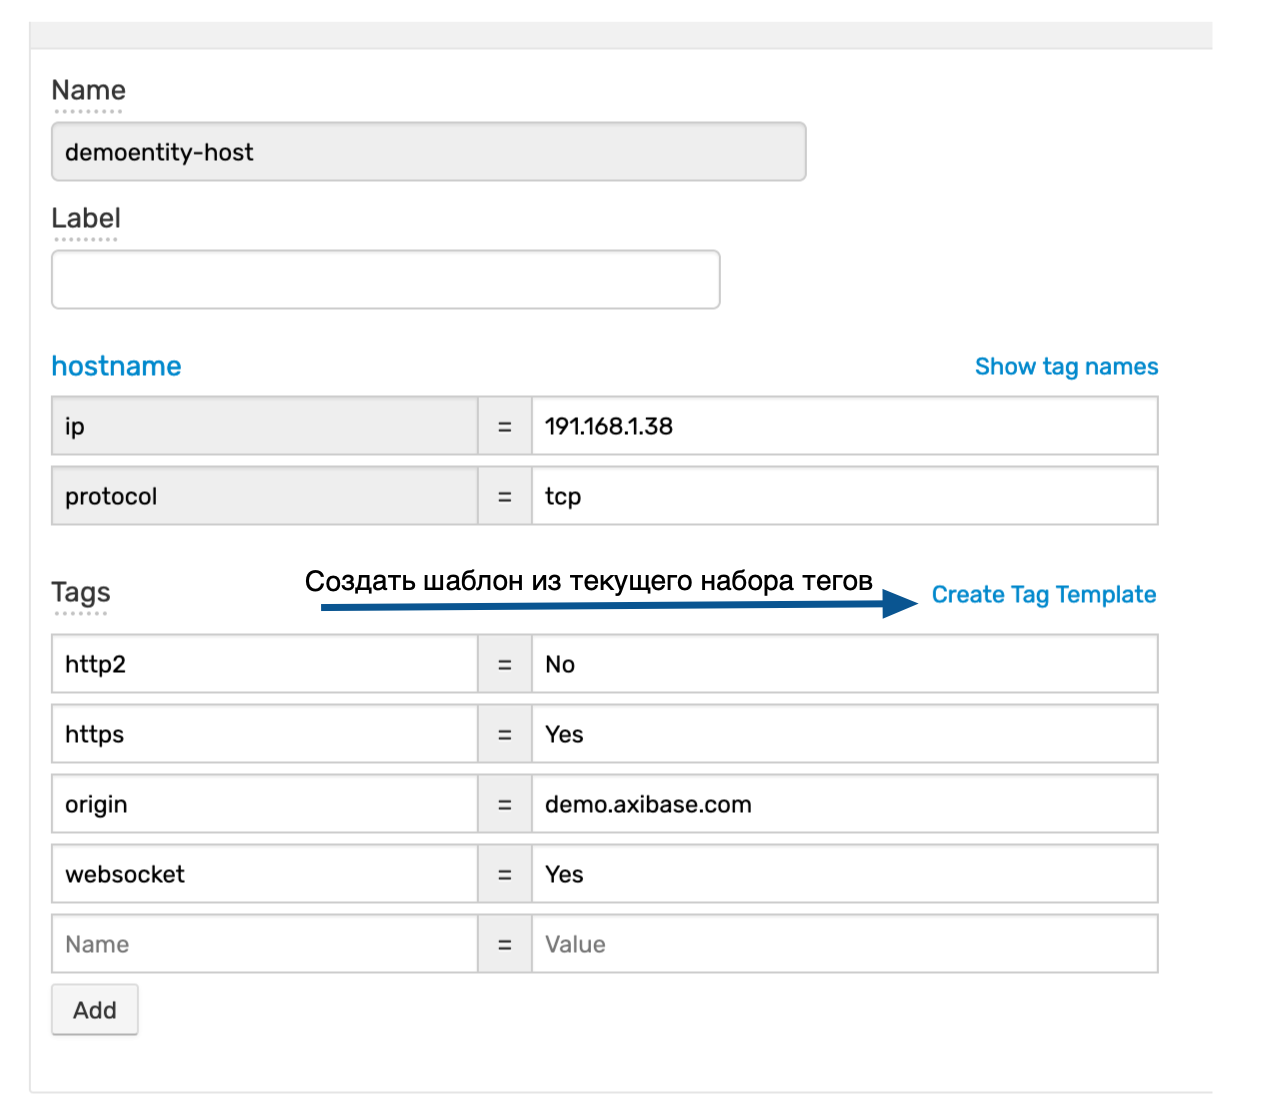 Name
demoentity-host
Label
hostname Show tag names
ip = 191.168.1.38
protocol = tcp
Tags Создать шаблон из текущего набора тегов Create Tag Template
http2 = No
https = Yes
origin = demo.axibase.com
websocket = Yes
Name = Value
Add